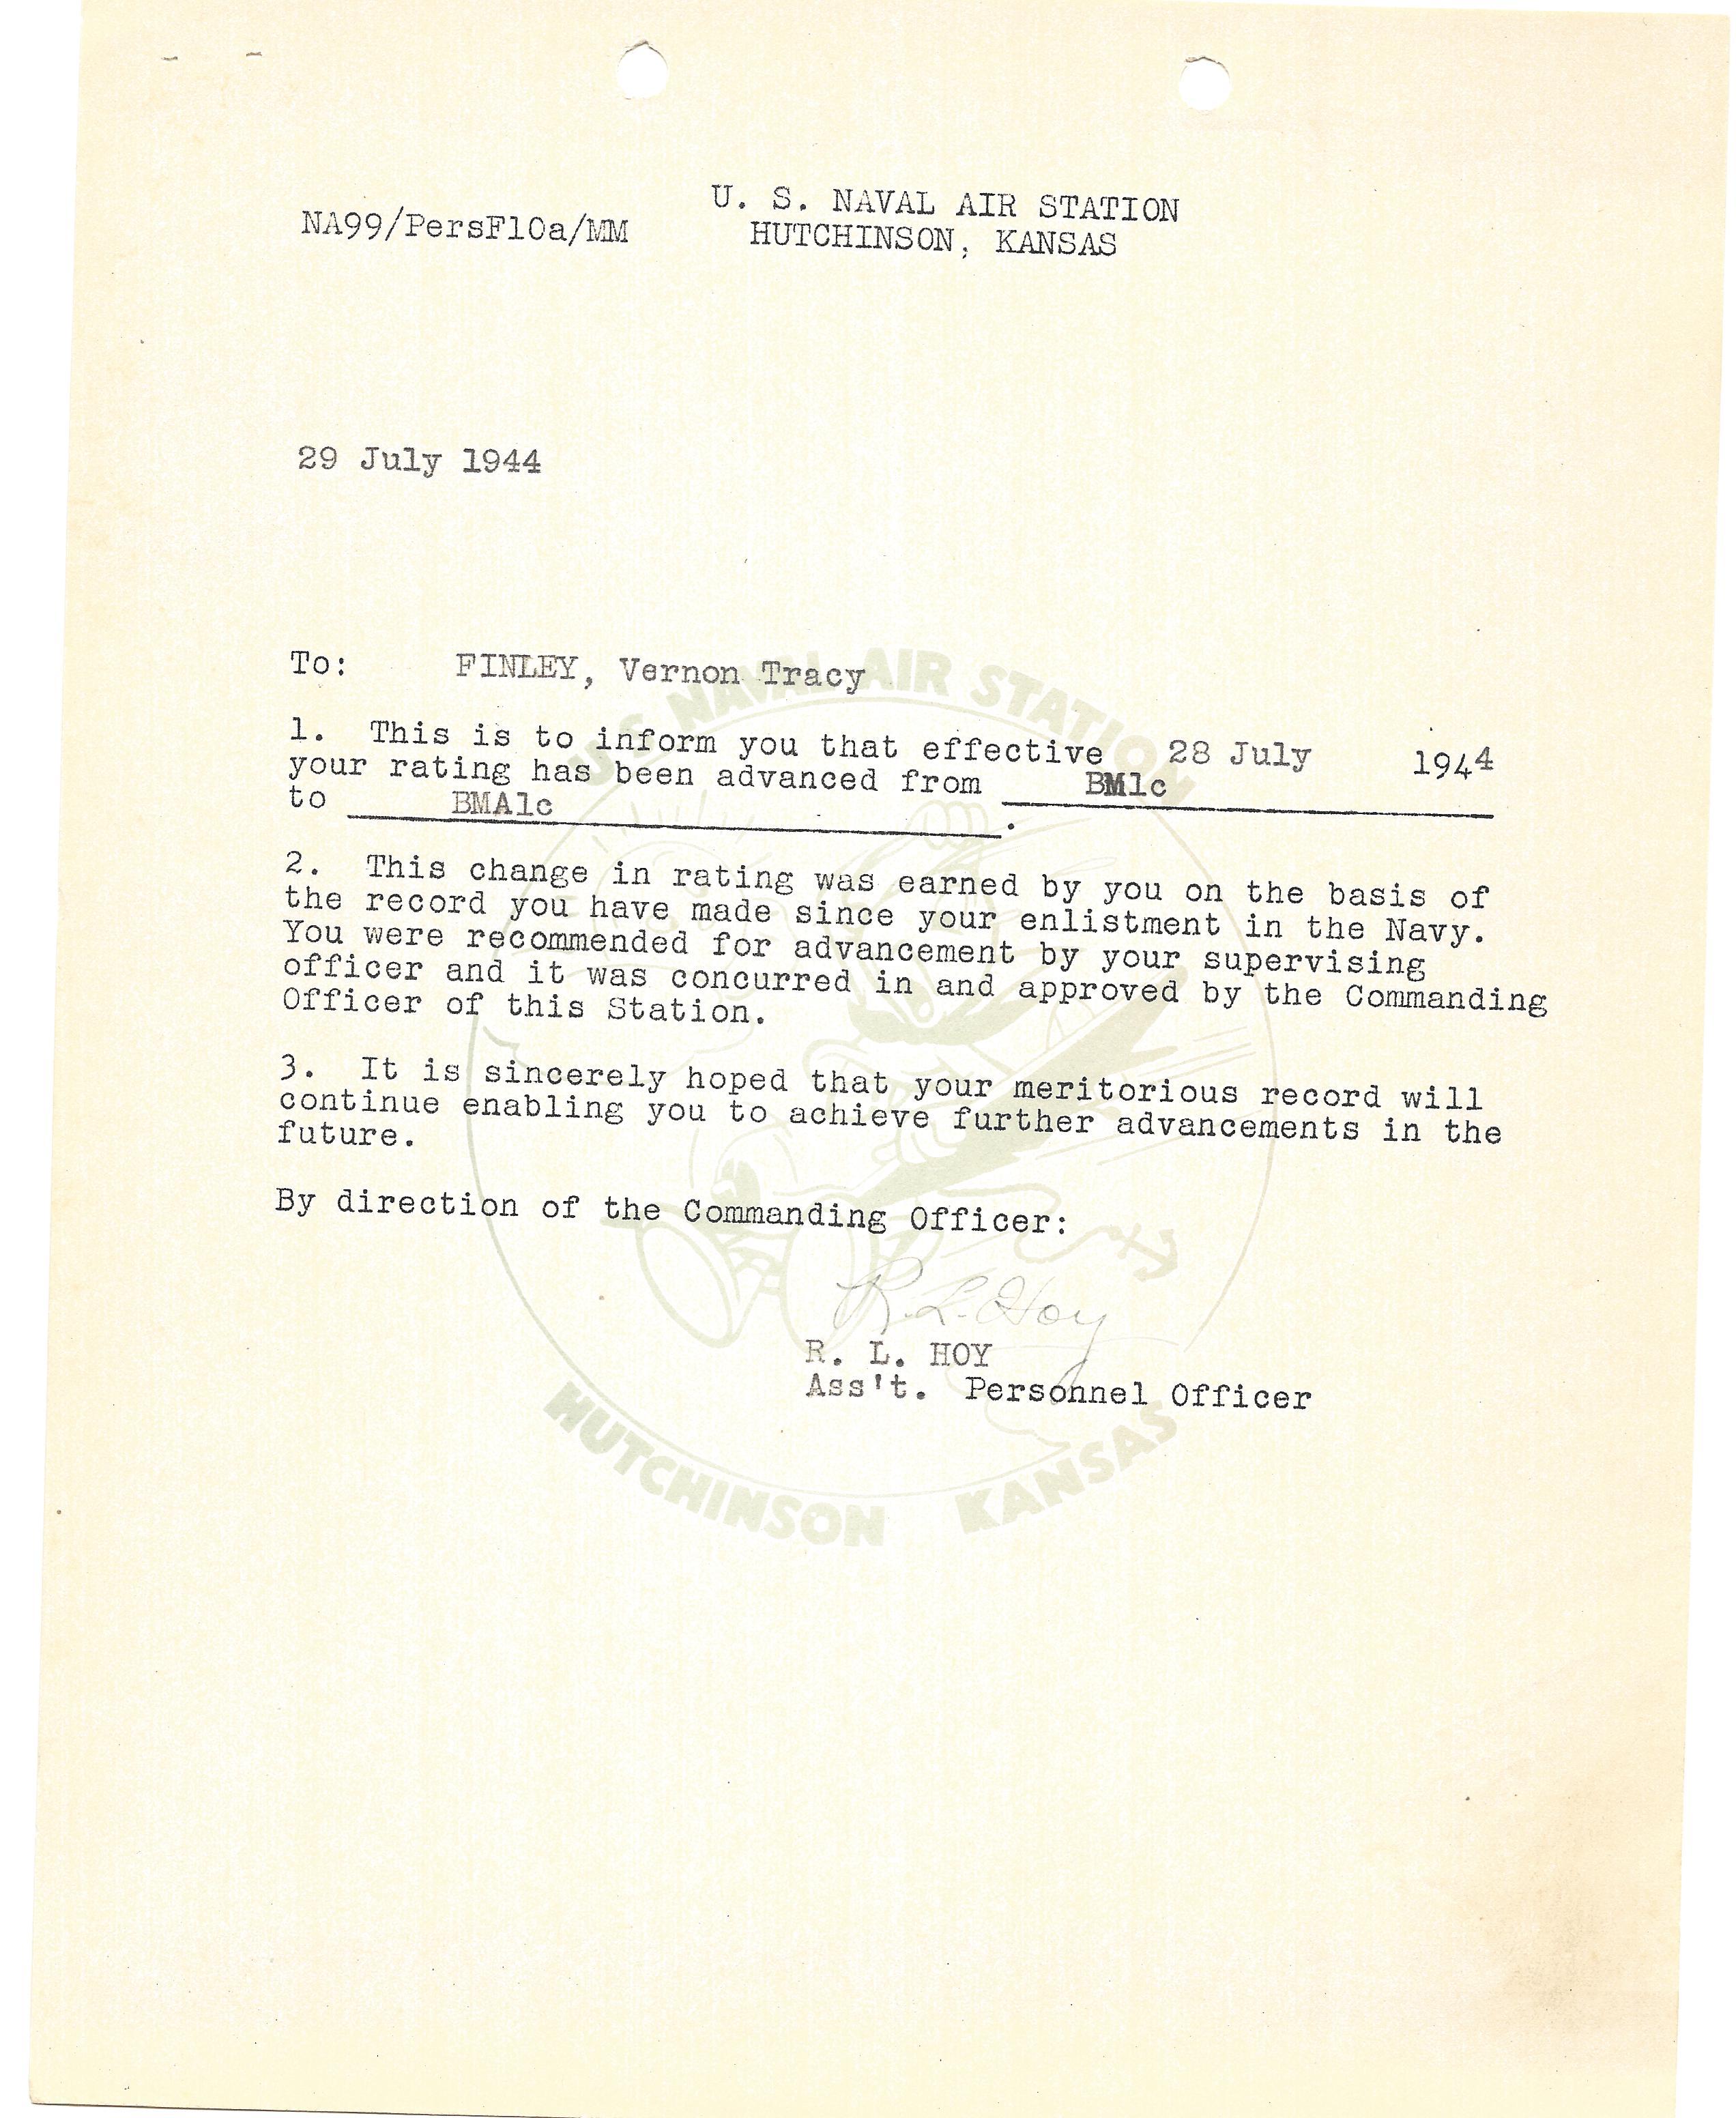 U. S. NAVAL AIR STATION
NA99/PersF10a/MM
HUTCHINSON, KANSAS
29 July 1944
To: FINLEY, Vernon Tracy
1. This is to inform you that effective 28 July 1944
your rating has been advanced from BM1c
to BMA1c .
2. This change in rating was earned by you on the basis of
the record you have made since your enlistment in the Navy.
You were recommended for advancement by your supervising
officer and it was concurred in and approved by the Commanding
Officer of this Station.
3. It is sincerely hoped that your meritorious record will
continue enabling you to achieve further advancements in the
future.
By direction of the Commanding Officer:
R. L. Hoy
R. L. HOY
Ass't. Personnel Officer
U.S. NAVAL AIR STATION
HUTCHINSON KANSAS